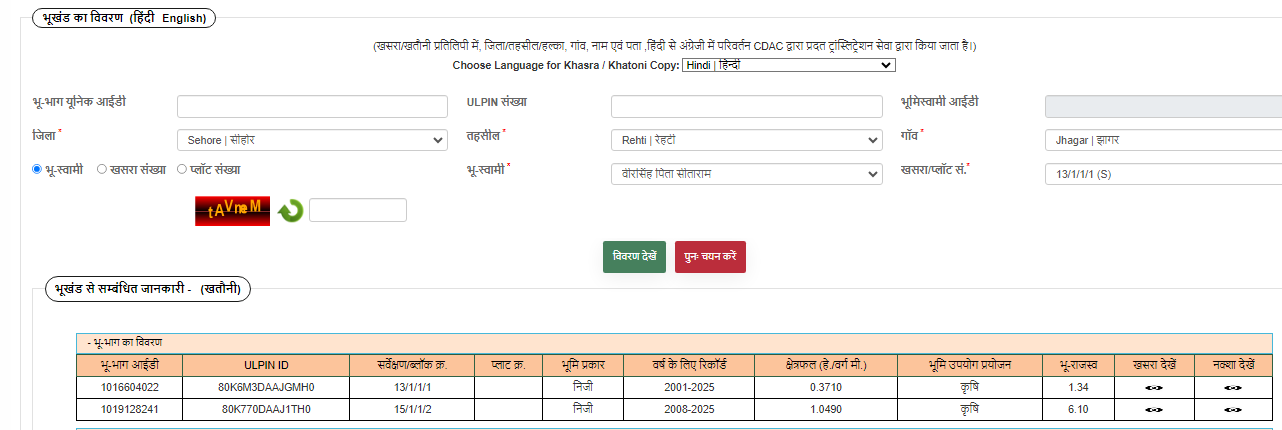 भूखंड का विवरण (हिंदी English)
(खसरा/खतौनी प्रतिलिपी में, जिला/तहसील/हल्का, गांव, नाम एवं पता ,हिंदी से अंग्रेजी में परिवर्तन CDAC द्वारा प्रदत ट्रांस्लिट्रेशन सेवा द्वारा किया जाता है।)
Choose Language for Khasra / Khatoni Copy: Hindi | हिन्दी
भू-भाग यूनिक आईडी ULPIN संख्या भूमिस्वामी आईडी
जिला * Sehore | सीहोर तहसील * Rehti | रेहटी गाँव * Jhagar | झागर
भू-स्वामी खसरा संख्या प्लॉट संख्या भू-स्वामी * वीरसिंह पिता सीताराम खसरा/प्लॉट सं.* 13/1/1/1 (S)
tAVneM
विवरण देखें पुनः चयन करें
भूखंड से सम्बंधित जानकारी - (खतौनी)
- भू-भाग का विवरण
भू-भाग आईडी ULPIN ID सर्वेक्षण/ब्लॉक क्र. प्लाट क्र. भूमि प्रकार वर्ष के लिए रिकॉर्ड क्षेत्रफल (हे./वर्ग मी.) भूमि उपयोग प्रयोजन भू-राजस्व खसरा देखें नक्शा देखें
1016604022 80K6M3DAAJGMH0 13/1/1/1 निजी 2001-2025 0.3710 कृषि 1.34
1019128241 80K770DAAJ1TH0 15/1/1/2 निजी 2008-2025 1.0490 कृषि 6.10